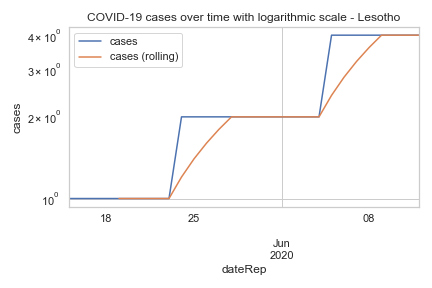 COVID-19 cases over time with logarithmic scale - Lesotho
cases
cases (rolling)
4 × 10⁰
3 × 10⁰
2 × 10⁰
10⁰
cases
18
25
08
Jun
2020
dateRep